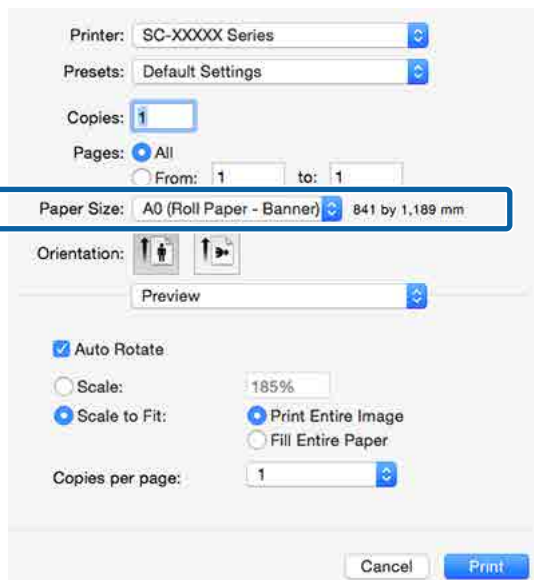 Printer: SC-XXXXX Series
Presets: Default Settings
Copies: 1
Pages: All
From: 1 to: 1
Paper Size: A0 (Roll Paper - Banner) 841 by 1,189 mm
Orientation:
Preview
Auto Rotate
Scale: 185%
Scale to Fit: Print Entire Image
Fill Entire Paper
Copies per page: 1
Cancel Print